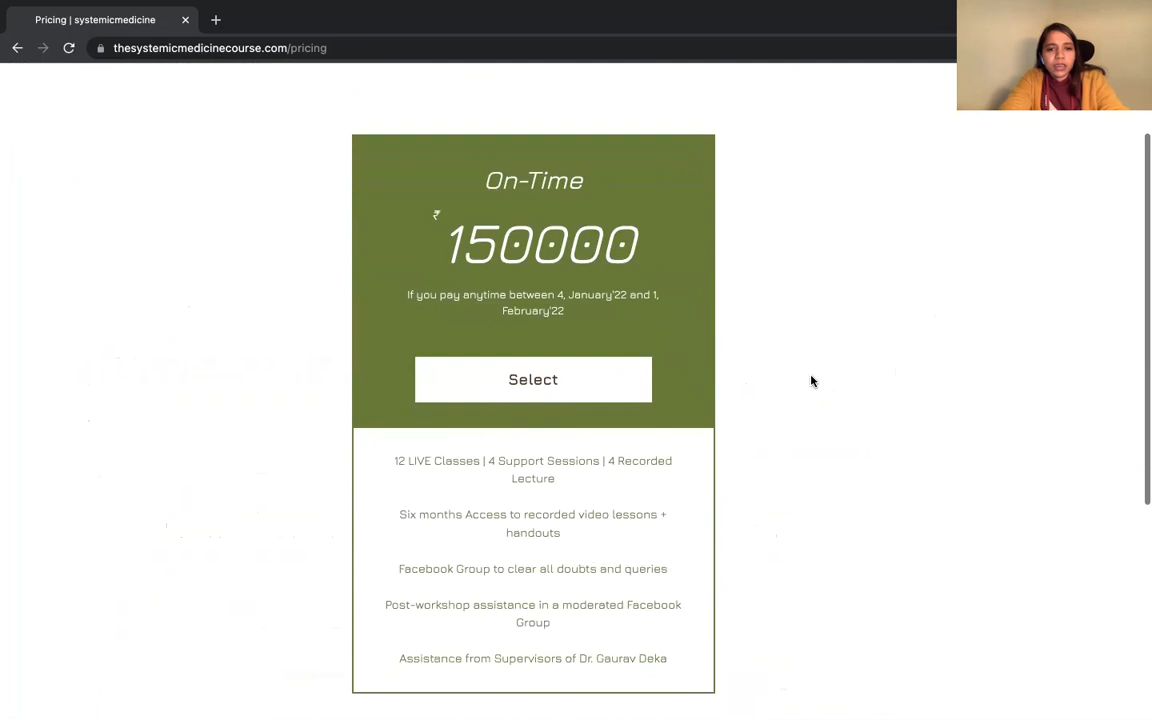 Pricing | systemicmedicine
thesystemicmedicinecourse.com/pricing
On-Time
₹
150000
If you pay anytime between 4, January'22 and 1,
February'22
Select
12 LIVE Classes | 4 Support Sessions | 4 Recorded
Lecture
Six months Access to recorded video lessons +
handouts
Facebook Group to clear all doubts and queries
Post-workshop assistance in a moderated Facebook
Group
Assistance from Supervisors of Dr. Gaurav Deka